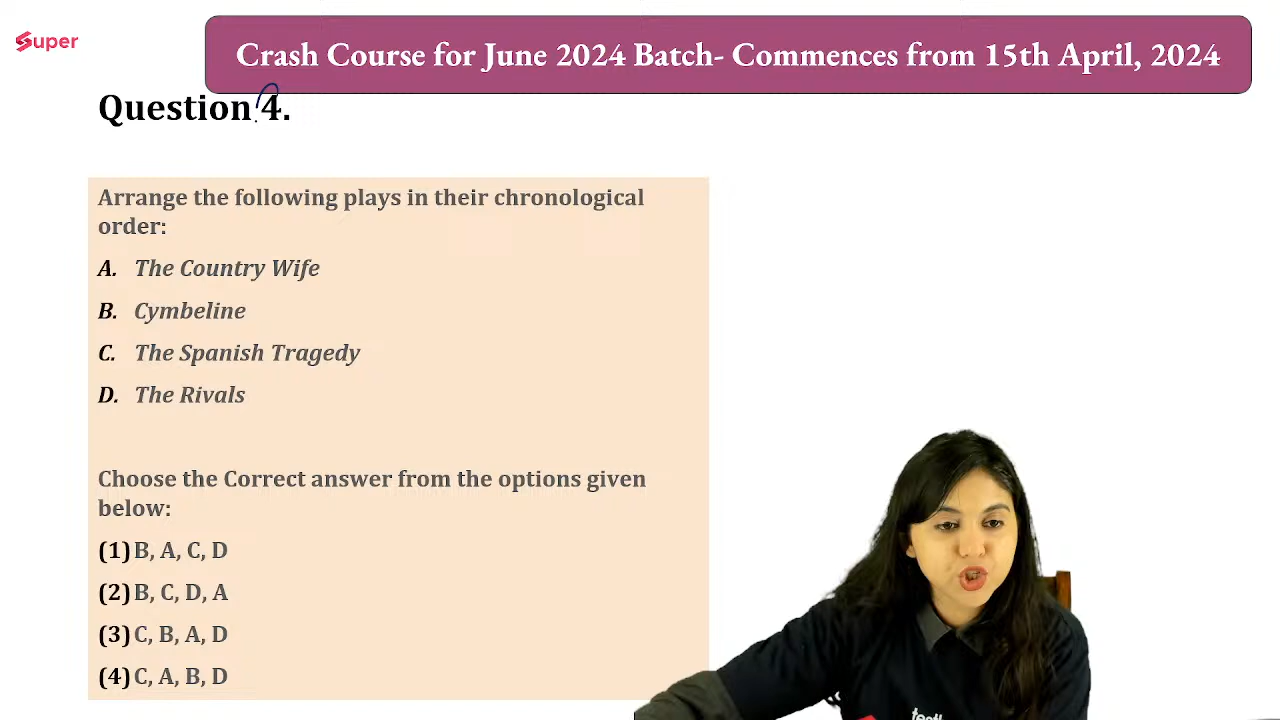 Super
Crash Course for June 2024 Batch- Commences from 15th April, 2024
Question 4.
Arrange the following plays in their chronological
order:
A. The Country Wife
B. Cymbeline
C. The Spanish Tragedy
D. The Rivals
Choose the Correct answer from the options given
below:
(1) B, A, C, D
(2) B, C, D, A
(3) C, B, A, D
(4) C, A, B, D